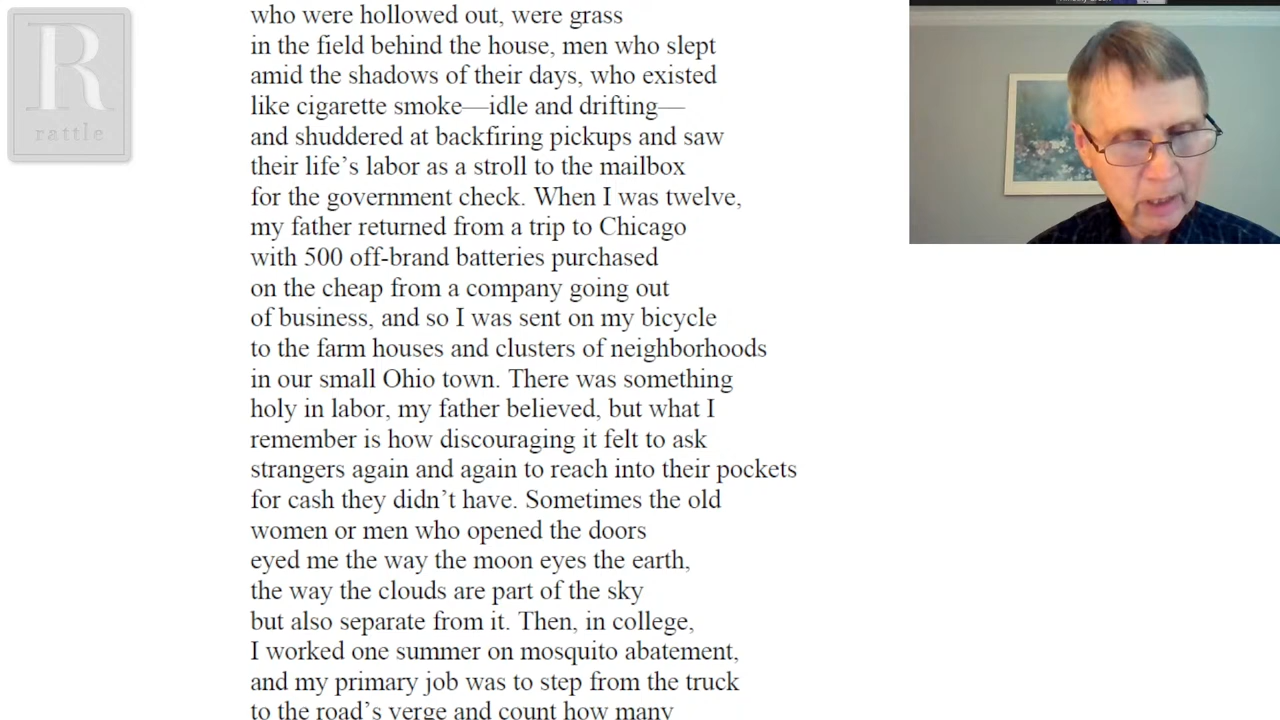 R
rattle
who were hollowed out, were grass
in the field behind the house, men who slept
amid the shadows of their days, who existed
like cigarette smoke—idle and drifting—
and shuddered at backfiring pickups and saw
their life’s labor as a stroll to the mailbox
for the government check. When I was twelve,
my father returned from a trip to Chicago
with 500 off-brand batteries purchased
on the cheap from a company going out
of business, and so I was sent on my bicycle
to the farm houses and clusters of neighborhoods
in our small Ohio town. There was something
holy in labor, my father believed, but what I
remember is how discouraging it felt to ask
strangers again and again to reach into their pockets
for cash they didn’t have. Sometimes the old
women or men who opened the doors
eyed me the way the moon eyes the earth,
the way the clouds are part of the sky
but also separate from it. Then, in college,
I worked one summer on mosquito abatement,
and my primary job was to step from the truck
to the road’s verge and count how many